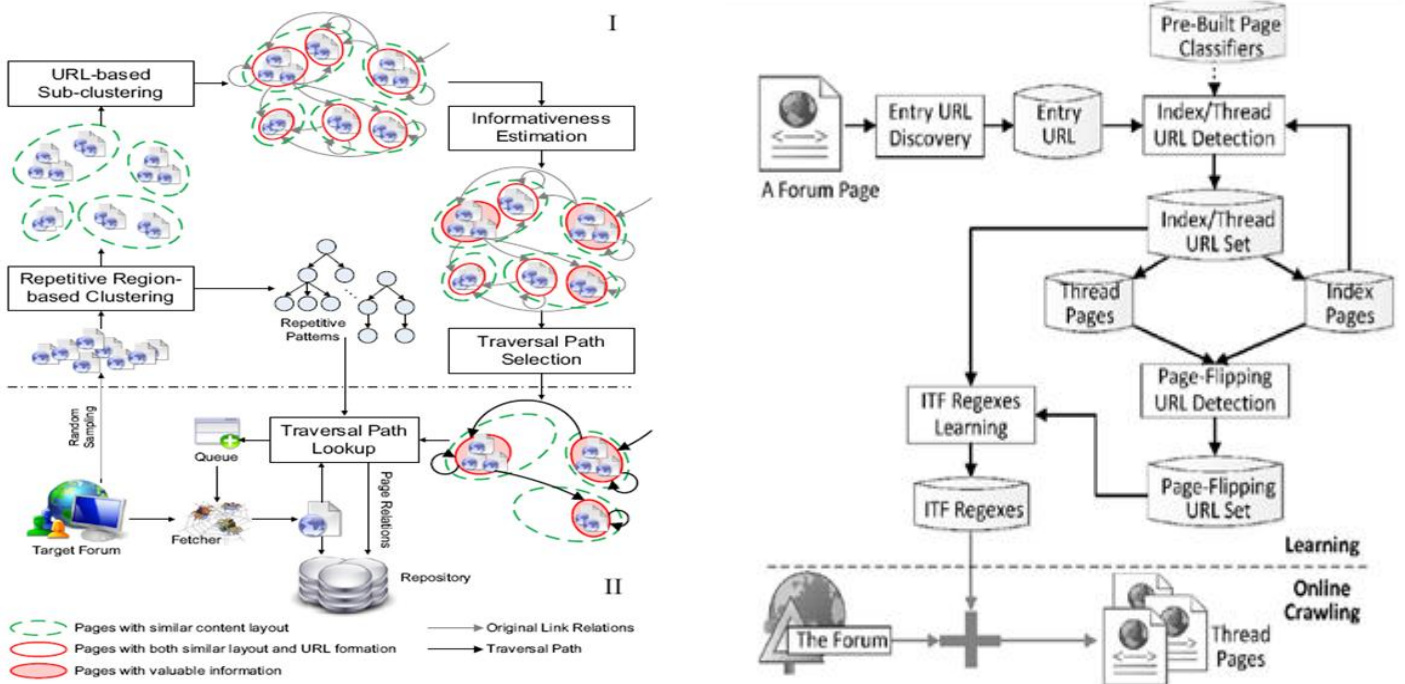 I
URL-based
Sub-clustering
Informativeness
Estimation
Repetitive Region-
based Clustering
Repetitive
Patterns
Traversal Path
Selection
Random
Sampling
Queue
Traversal Path
Lookup
Page Relations
Target Forum
Fetcher
Repository
II
Pages with similar content layout
Pages with both similar layout and URL formation
Pages with valuable information
Original Link Relations
Traversal Path
Pre-Built Page
Classifiers
A Forum Page
Entry URL
Discovery
Entry
URL
Index/Thread
URL Detection
Index/Thread
URL Set
Thread
Pages
Index
Pages
Page-Flipping
URL Detection
ITF Regexes
Learning
Page-Flipping
URL Set
ITF Regexes
Learning
Online
Crawling
The Forum
Thread
Pages